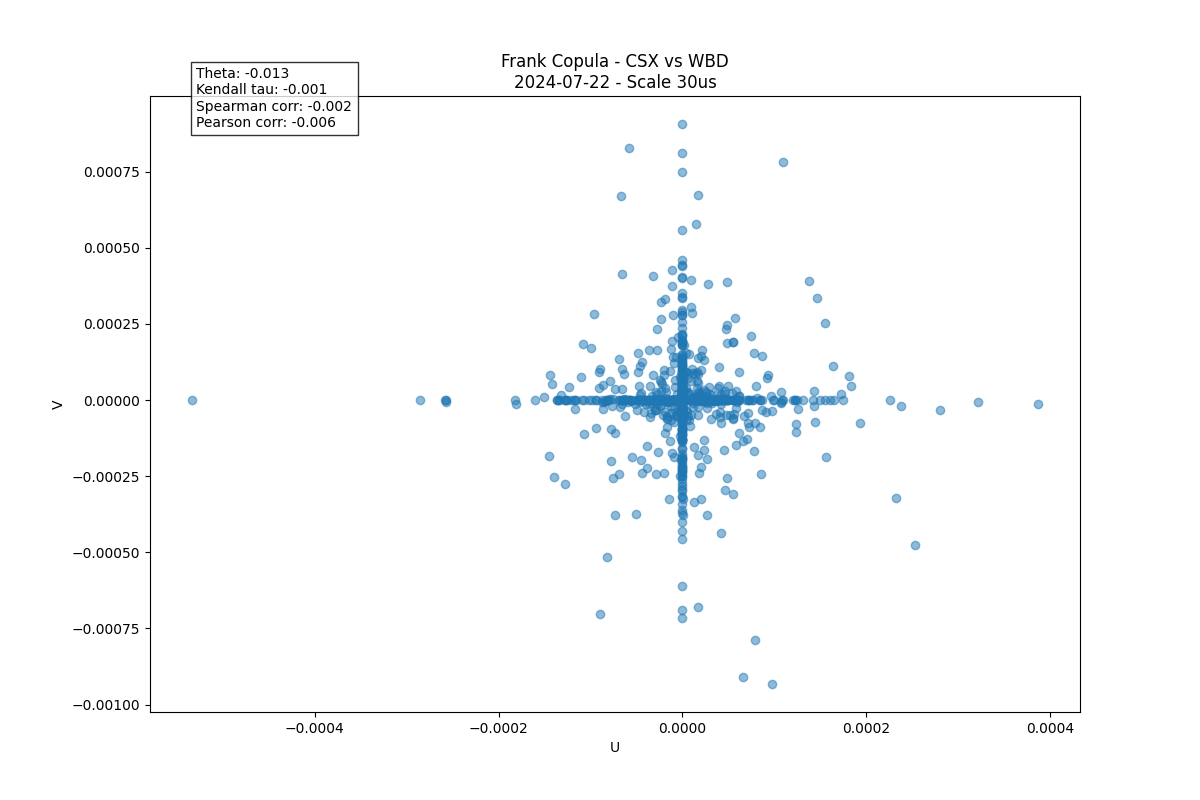 Frank Copula - CSX vs WBD
2024-07-22 - Scale 30us
Theta: -0.013
Kendall tau: -0.001
Spearman corr: -0.002
Pearson corr: -0.006
0.00075
0.00050
0.00025
0.00000
−0.00025
−0.00050
−0.00075
−0.00100
V
−0.0004
−0.0002
0.0000
0.0002
0.0004
U